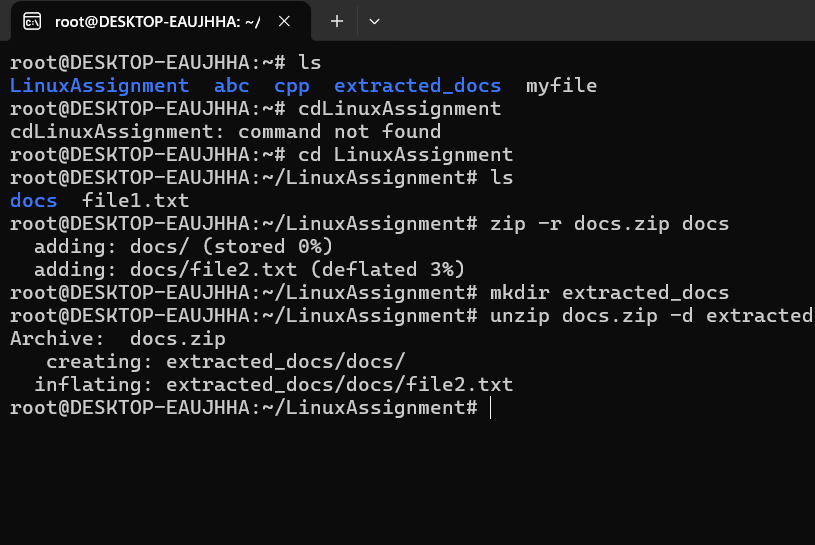 root@DESKTOP-EAUJHHA: ~/
root@DESKTOP-EAUJHHA:~# ls
LinuxAssignment  abc  cpp  extracted_docs  myfile
root@DESKTOP-EAUJHHA:~# cdLinuxAssignment
cdLinuxAssignment: command not found
root@DESKTOP-EAUJHHA:~# cd LinuxAssignment
root@DESKTOP-EAUJHHA:~/LinuxAssignment# ls
docs  file1.txt
root@DESKTOP-EAUJHHA:~/LinuxAssignment# zip -r docs.zip docs
  adding: docs/ (stored 0%)
  adding: docs/file2.txt (deflated 3%)
root@DESKTOP-EAUJHHA:~/LinuxAssignment# mkdir extracted_docs
root@DESKTOP-EAUJHHA:~/LinuxAssignment# unzip docs.zip -d extracted
Archive:  docs.zip
   creating: extracted_docs/docs/
  inflating: extracted_docs/docs/file2.txt
root@DESKTOP-EAUJHHA:~/LinuxAssignment#